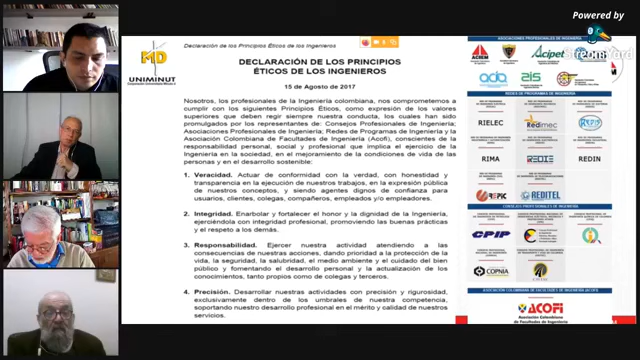 Powered by
StreamYard
MD
UNIMINUT
Declaración de los Principios Éticos de los Ingenieros
DECLARACIÓN DE LOS PRINCIPIOS
ÉTICOS DE LOS INGENIEROS
15 de Agosto de 2017
Nosotros, los profesionales de la Ingeniería colombiana, nos comprometemos a
cumplir con los siguientes Principios Éticos, como expresión de los valores
superiores que deben regir siempre nuestra conducta, los cuales han sido
promulgados por los representantes de: Consejos Profesionales de Ingeniería;
Asociaciones Profesionales de Ingeniería; Redes de Programas de Ingeniería y la
Asociación Colombiana de Facultades de Ingeniería (Acofi), conscientes de la
responsabilidad personal, social y profesional que implica el ejercicio de la
Ingeniería en la sociedad, en el mejoramiento de la condiciones de vida de las
personas y en el desarrollo sostenible:
1. Veracidad. Actuar de conformidad con la verdad, con honestidad y
transparencia en la ejecución de nuestros trabajos, en la expresión pública
de nuestros conceptos, y siendo agentes dignos de confianza para
usuarios, clientes, colegas, compañeros, empleados y/o empleadores.
2. Integridad. Enarbolar y fortalecer el honor y la dignidad de la Ingeniería,
ejerciéndola con integridad profesional, promoviendo las buenas prácticas
y el respeto a los demás.
3. Responsabilidad. Ejercer nuestra actividad atendiendo a las
consecuencias de nuestras acciones, dando prioridad a la protección de la
vida, la seguridad, la salubridad, el medio ambiente y el cuidado del bien
público y fomentando el desarrollo personal y la actualización de los
conocimientos, tanto propios como de colegas y terceros.
4. Precisión. Desarrollar nuestras actividades con precisión y rigurosidad,
exclusivamente dentro de los umbrales de nuestra competencia,
soportando nuestro desarrollo profesional en el mérito y calidad de nuestros
servicios.
ASOCIACIONES PROFESIONALES DE INGENIERÍA
ACIEM
Acipet
ais
REDES DE PROGRAMAS DE INGENIERÍA
RIELEC
Redimec
REDIS
RIMA
REDIE
REDIN
REPIC
REDITEL
CONSEJOS PROFESIONALES DE INGENIERÍA
CPIP
COPNIA
ASOCIACIÓN COLOMBIANA DE FACULTADES DE INGENIERÍA (ACOFI)
ACOFI
Asociación Colombiana
de Facultades de Ingeniería